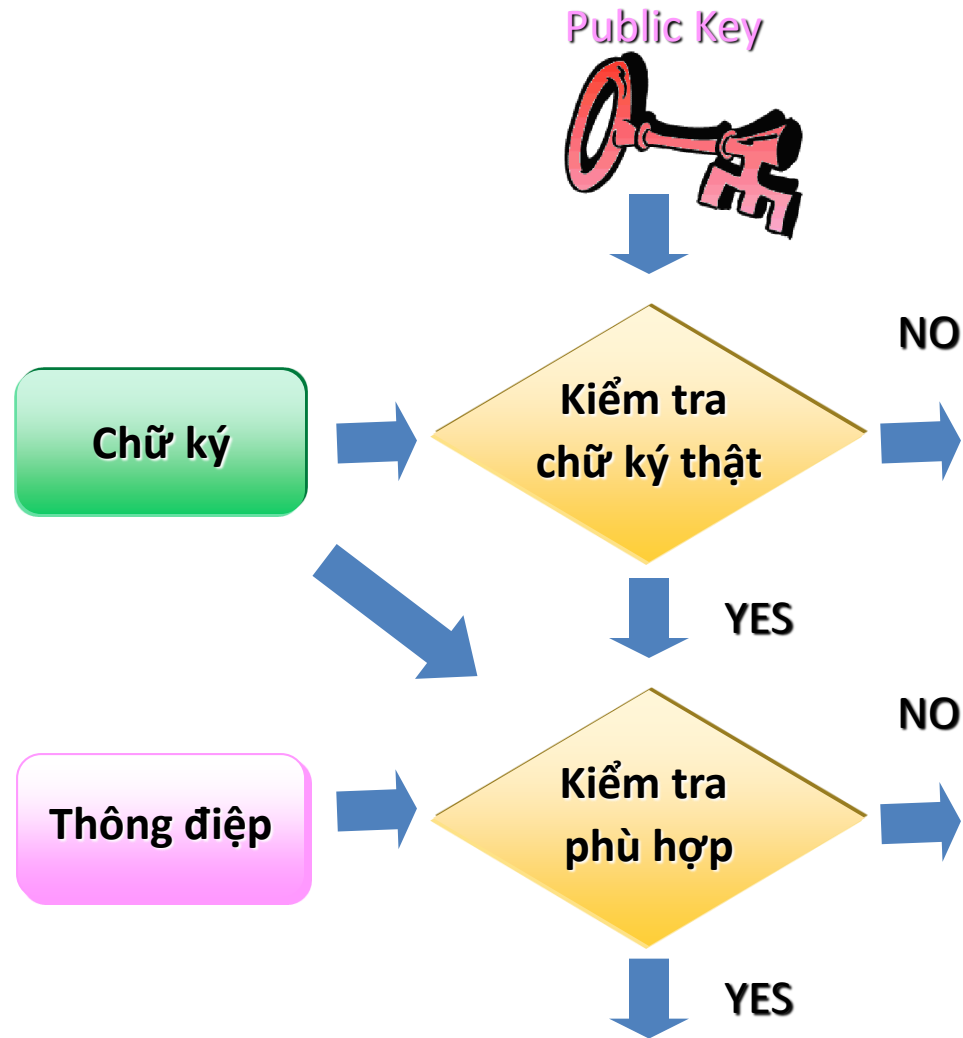 Public Key
NO
Chữ ký
Kiểm tra
chữ ký thật
YES
NO
Thông điệp
Kiểm tra
phù hợp
YES